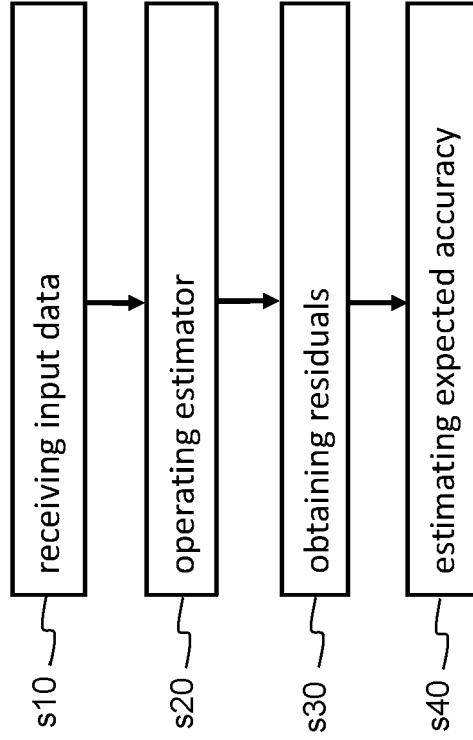 s10 receiving input data
s20 operating estimator
s30 obtaining residuals
s40 estimating expected accuracy